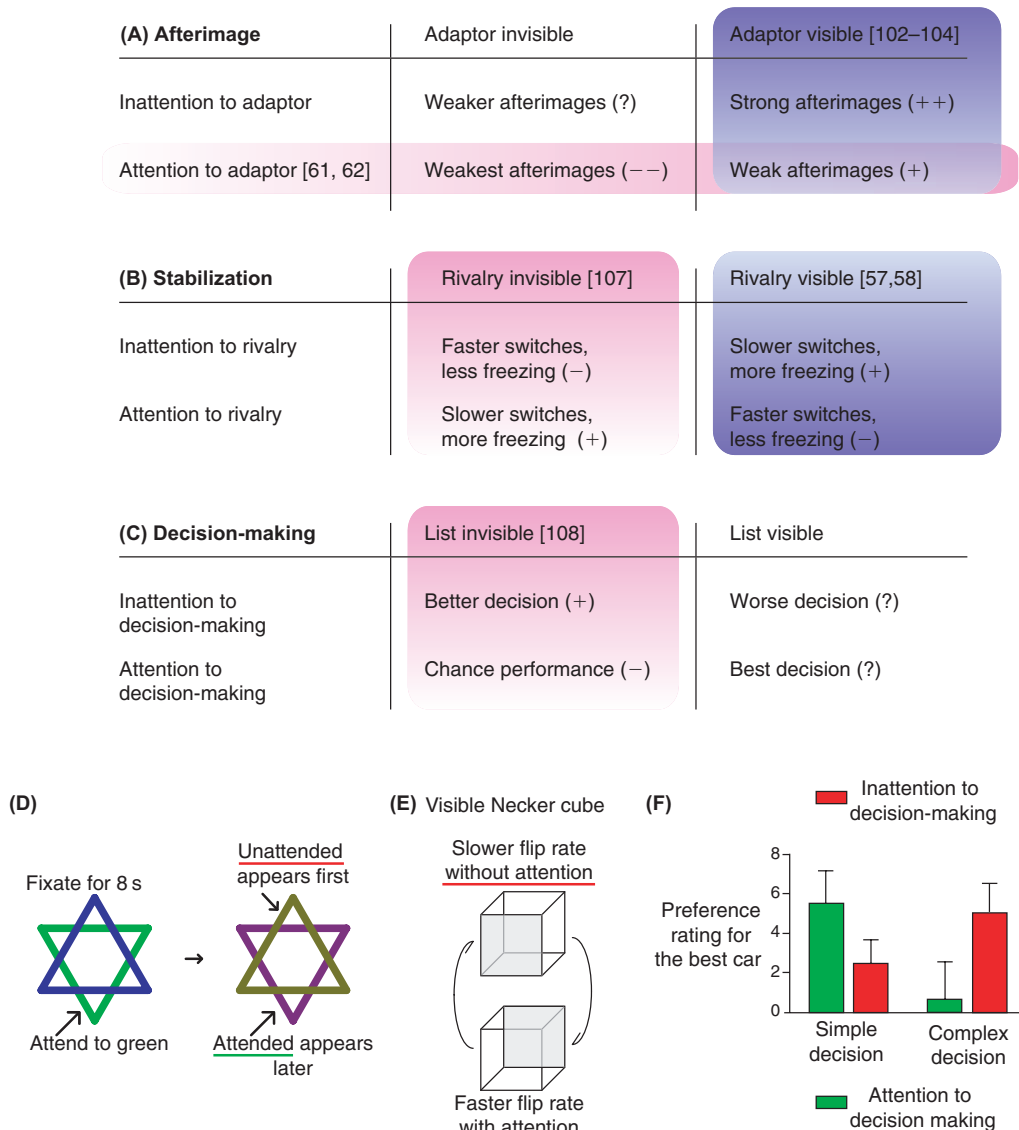 (A) Afterimage Adaptor invisible Adaptor visible [102–104]
Inattention to adaptor Weaker afterimages (?) Strong afterimages (++)
Attention to adaptor [61, 62] Weakest afterimages (−−) Weak afterimages (+)
(B) Stabilization Rivalry invisible [107] Rivalry visible [57,58]
Inattention to rivalry Faster switches, Slower switches,
less freezing (−) more freezing (+)
Attention to rivalry Slower switches, Faster switches,
more freezing (+) less freezing (−)
(C) Decision-making List invisible [108] List visible
Inattention to Better decision (+) Worse decision (?)
decision-making
Attention to Chance performance (−) Best decision (?)
decision-making
(D)
Fixate for 8 s
Attend to green
→
Unattended
appears first
Attended appears
later
(E) Visible Necker cube
Slower flip rate
without attention
Faster flip rate
with attention
(F)
Inattention to
decision-making
Preference
rating for
the best car
8
6
4
2
0
Simple
decision
Complex
decision
Attention to
decision making